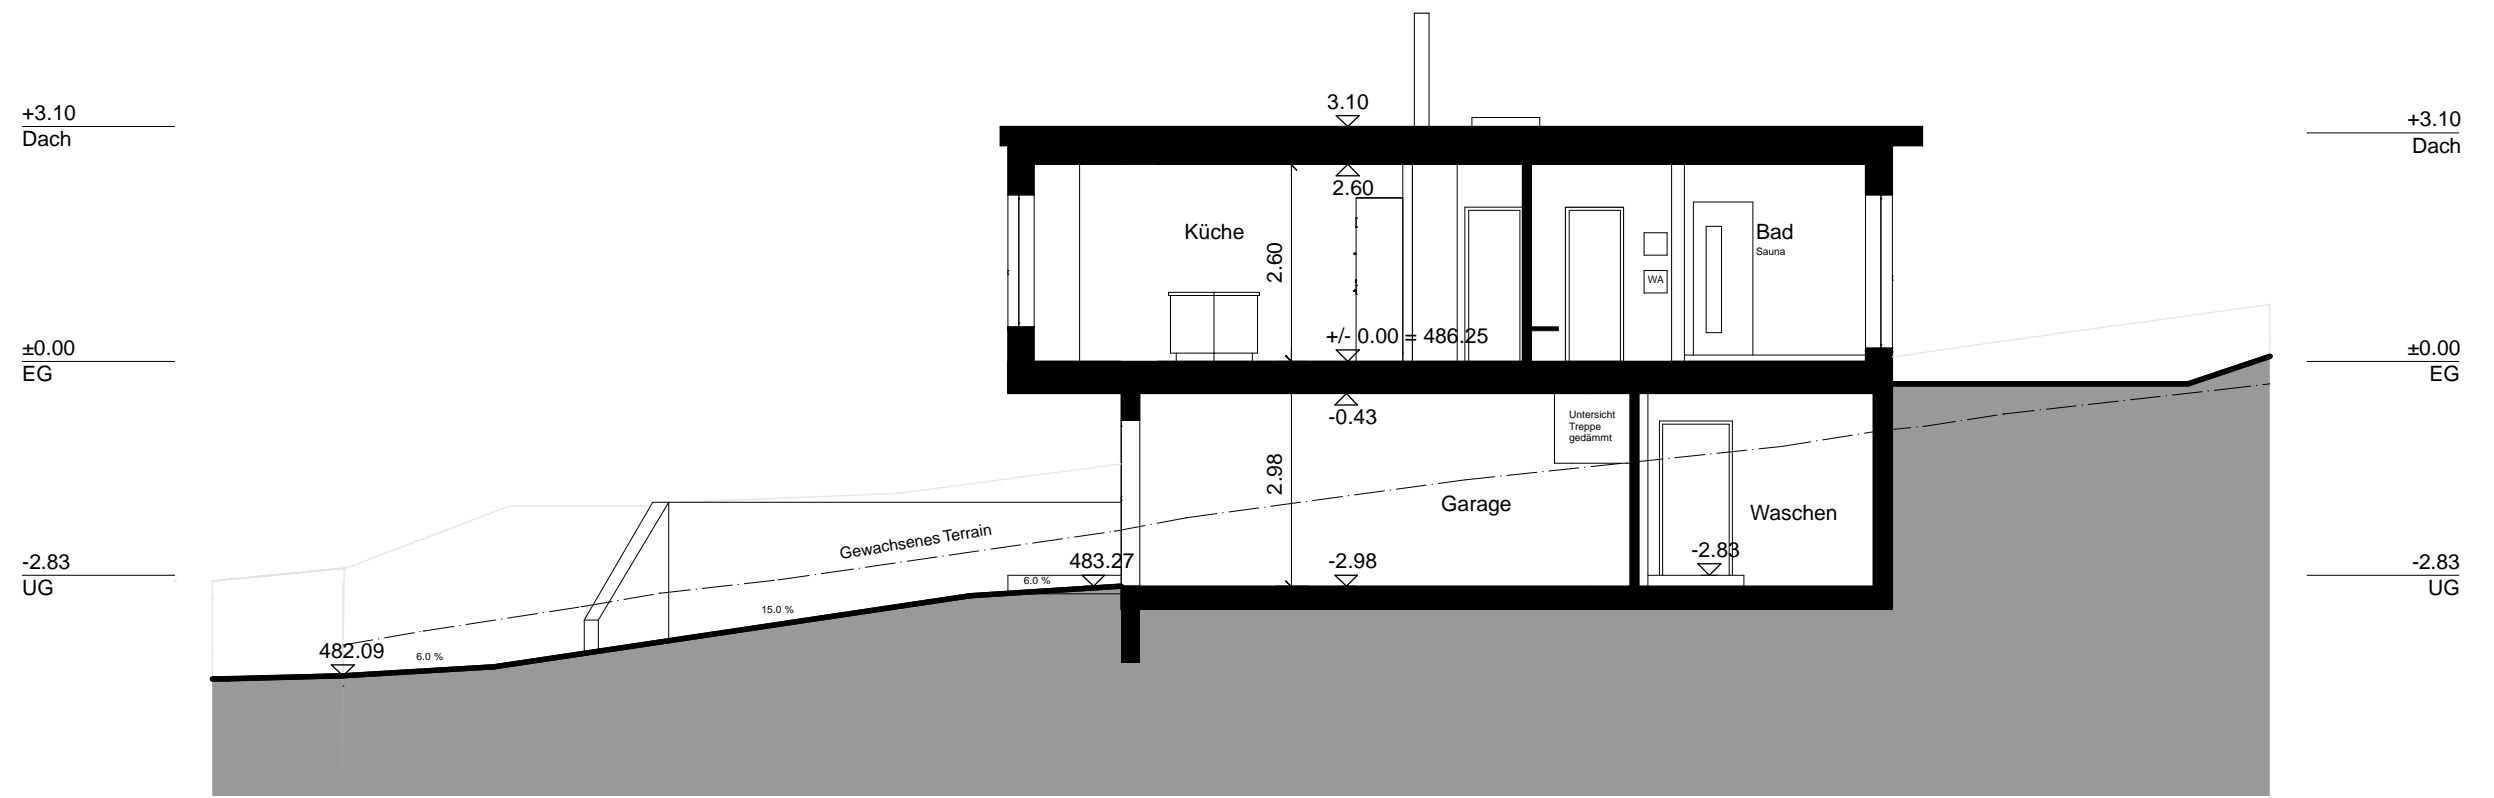 3.10
+3.10
Dach
+3.10
Dach
2.60
Küche
2.60
Bad
Sauna
WA
+/- 0.00 = 486.25
±0.00
EG
±0.00
EG
-0.43
Untersicht
Treppe
gedämmt
2.98
Garage
Waschen
Gewachsenes Terrain
483.27
-2.98
-2.83
-2.83
UG
-2.83
UG
6.0 %
15.0 %
482.09
6.0 %